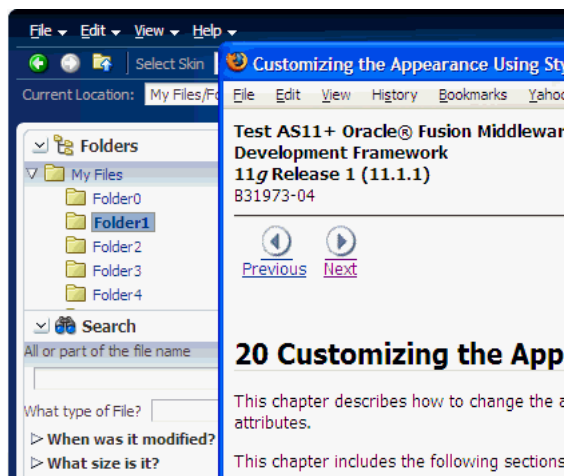 File Edit View Help
Select Skin
Current Location: My Files/Fo
Folders
My Files
Folder0
Folder1
Folder2
Folder3
Folder4
Search
All or part of the file name
What type of File?
When was it modified?
What size is it?
Customizing the Appearance Using Sty
File Edit View History Bookmarks Yahoo
Test AS11+ Oracle® Fusion Middlewar
Development Framework
11g Release 1 (11.1.1)
B31973-04
Previous Next
20 Customizing the App
This chapter describes how to change the a
attributes.
This chapter includes the following sections